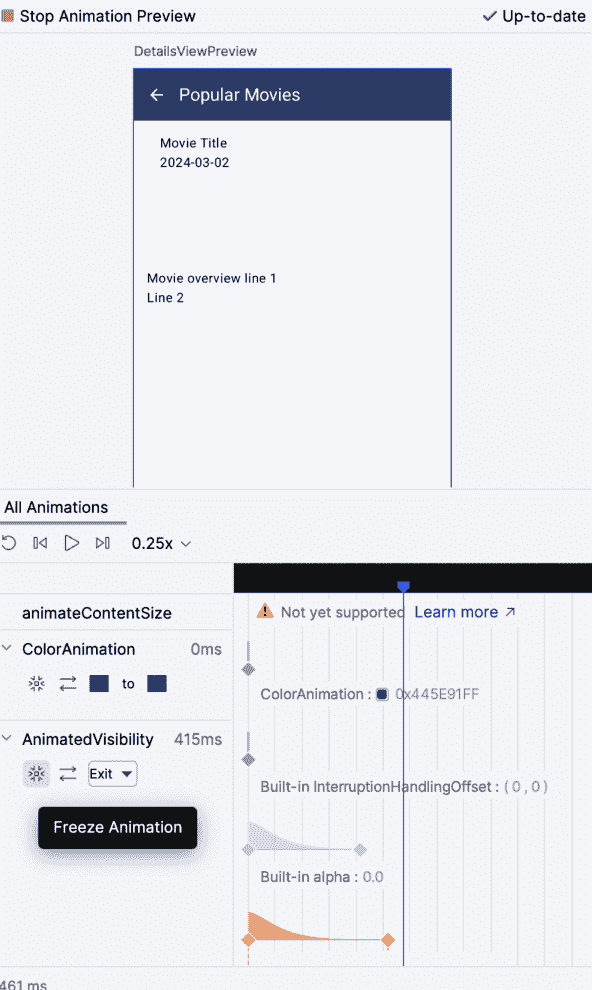 Stop Animation Preview
Up-to-date
DetailsViewPreview
Popular Movies
Movie Title
2024-03-02
Movie overview line 1
Line 2
All Animations
0.25x
animateContentSize
Not yet supported Learn more ↗
ColorAnimation 0ms
to
ColorAnimation : 0x445E91FF
AnimatedVisibility 415ms
Exit
Built-in InterruptionHandlingOffset : ( 0 , 0 )
Freeze Animation
Built-in alpha : 0.0
461 ms